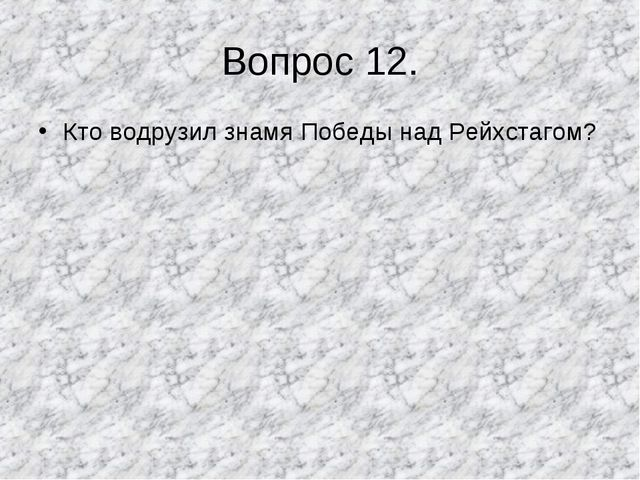 Вопрос 12.
• Кто водрузил знамя Победы над Рейхстагом?